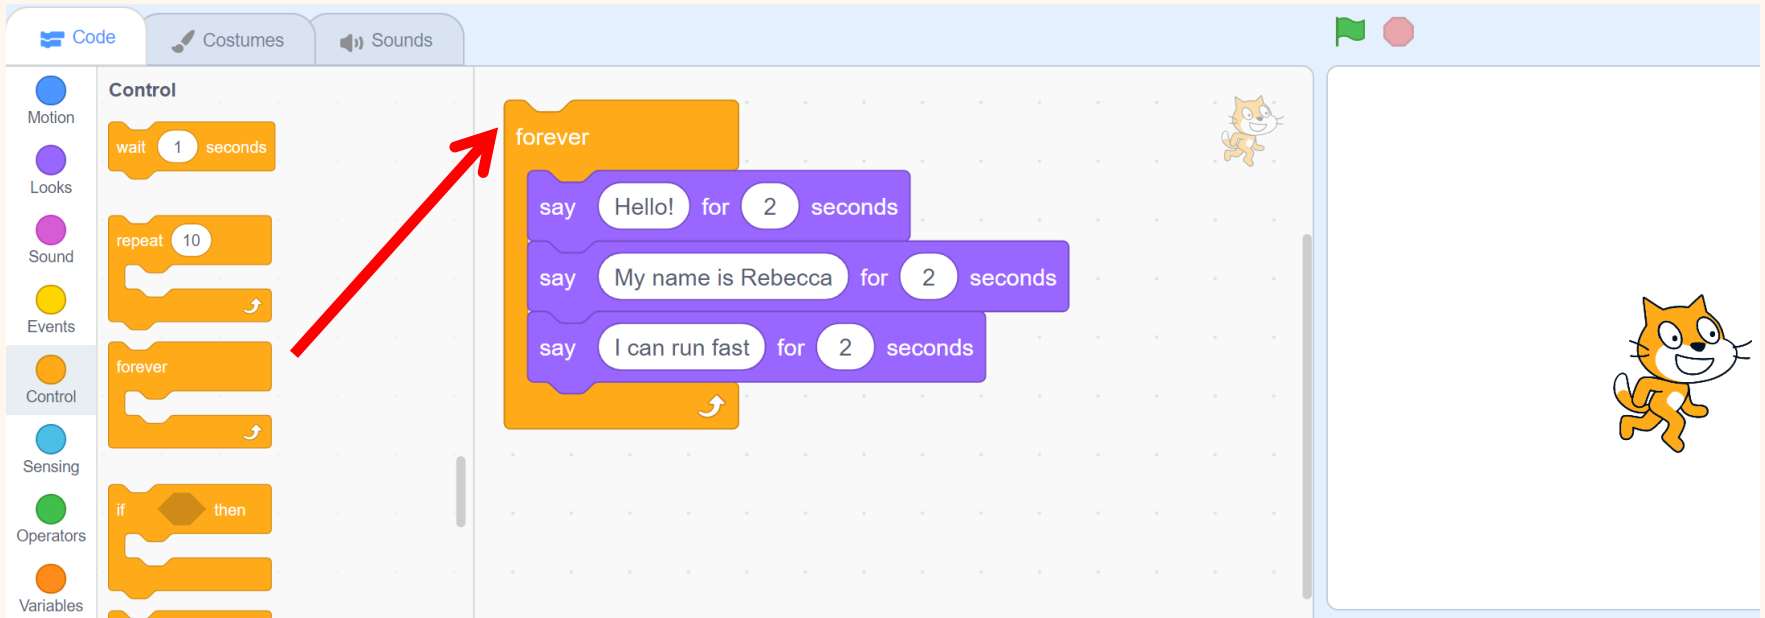 Code
Costumes
Sounds
Motion
Looks
Sound
Events
Control
Sensing
Operators
Variables
Control
wait 1 seconds
repeat 10
forever
if then
forever
say Hello! for 2 seconds
say My name is Rebecca for 2 seconds
say I can run fast for 2 seconds